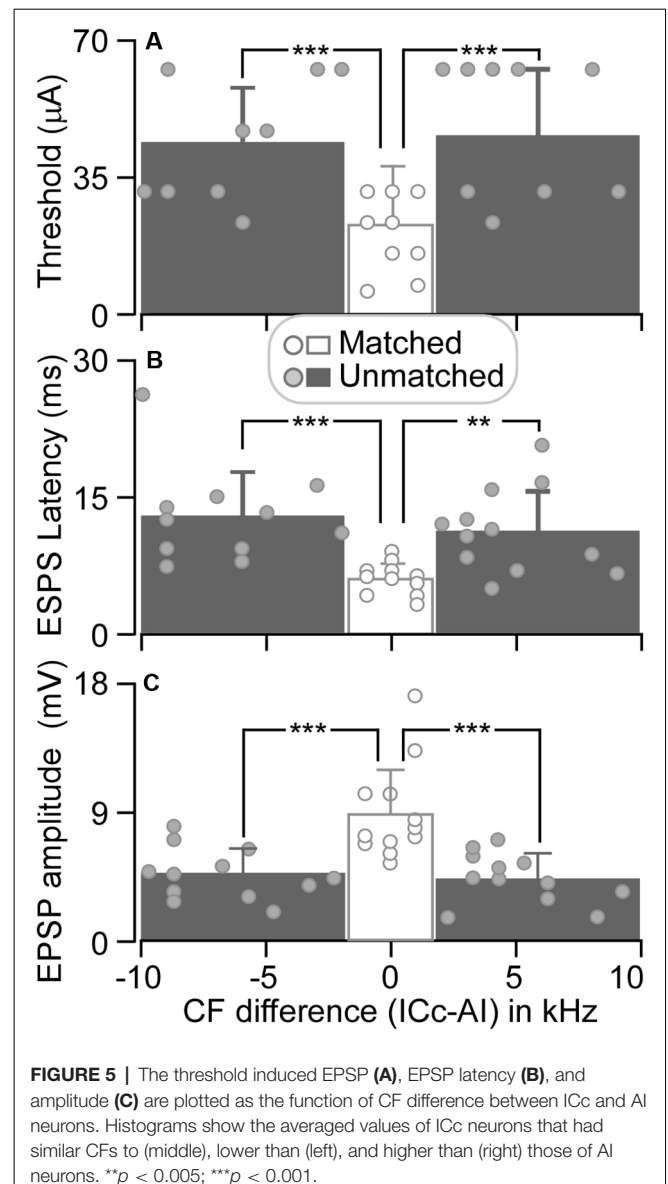 A
70
35
0
Threshold (µA)
*** ***
Matched
Unmatched
B
30
15
0
ESPS Latency (ms)
*** **
C
18
9
0
EPSP amplitude (mV)
*** ***
-10 -5 0 5 10
CF difference (ICc-AI) in kHz
FIGURE 5 | The threshold induced EPSP (A), EPSP latency (B), and
amplitude (C) are plotted as the function of CF difference between ICc and AI
neurons. Histograms show the averaged values of ICc neurons that had
similar CFs to (middle), lower than (left), and higher than (right) those of AI
neurons. **p < 0.005; ***p < 0.001.